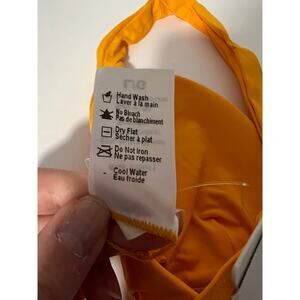 Hand Wash
Laver à la main
No Bleach
Pas de blanchiment
Dry Flat
Sécher à plat
Do Not Iron
Ne pas repasser
- Cool Water
Eau froide